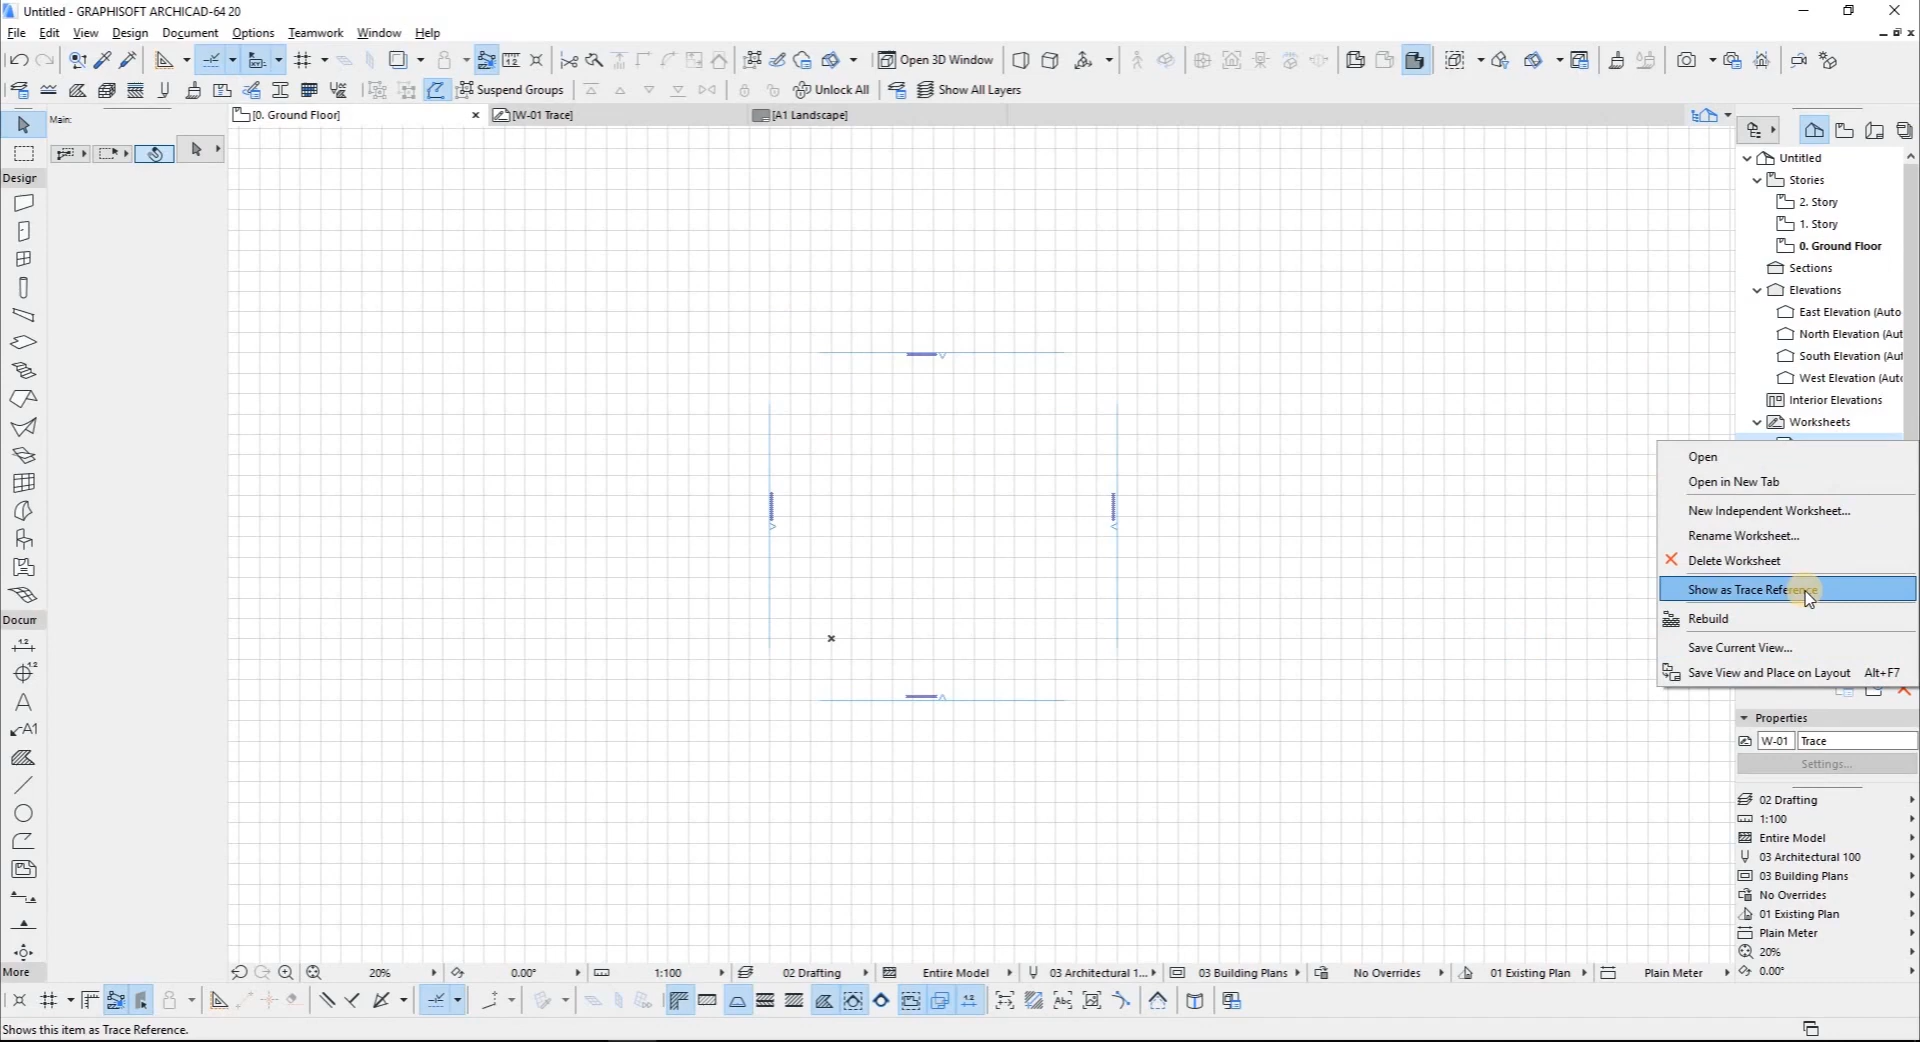 Untitled - GRAPHISOFT ARCHICAD-64 20
File Edit View Design Document Options Teamwork Window Help
Open 3D Window
Suspend Groups
Unlock All
Show All Layers
[0. Ground Floor]
[W-01 Trace]
[A1 Landscape]
Main:
Design
Docum
More
Untitled
Stories
2. Story
1. Story
0. Ground Floor
Sections
Elevations
East Elevation (Auto
North Elevation (Aut
South Elevation (Aut
West Elevation (Auto
Interior Elevations
Worksheets
Open
Open in New Tab
New Independent Worksheet...
Rename Worksheet...
Delete Worksheet
Show as Trace Reference
Rebuild
Save Current View...
Save View and Place on Layout Alt+F7
Properties
W-01 Trace
Settings...
02 Drafting
1:100
Entire Model
03 Architectural 100
03 Building Plans
No Overrides
01 Existing Plan
Plain Meter
20%
0.00°
20% 0.00° 1:100 02 Drafting Entire Model 03 Architectural 1... 03 Building Plans No Overrides 01 Existing Plan Plain Meter
Shows this item as Trace Reference.